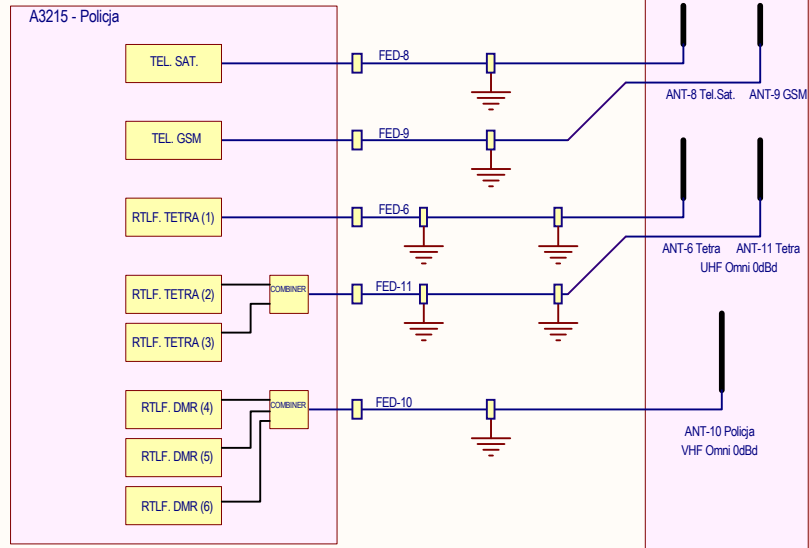 A3215 - Policja
TEL. SAT.
FED-8
ANT-8 Tel.Sat.
ANT-9 GSM
TEL. GSM
FED-9
RTLF. TETRA (1)
FED-6
ANT-6 Tetra
ANT-11 Tetra
UHF Omni 0dBd
RTLF. TETRA (2)
COMBINER
FED-11
RTLF. TETRA (3)
RTLF. DMR (4)
COMBINER
FED-10
ANT-10 Policja
VHF Omni 0dBd
RTLF. DMR (5)
RTLF. DMR (6)